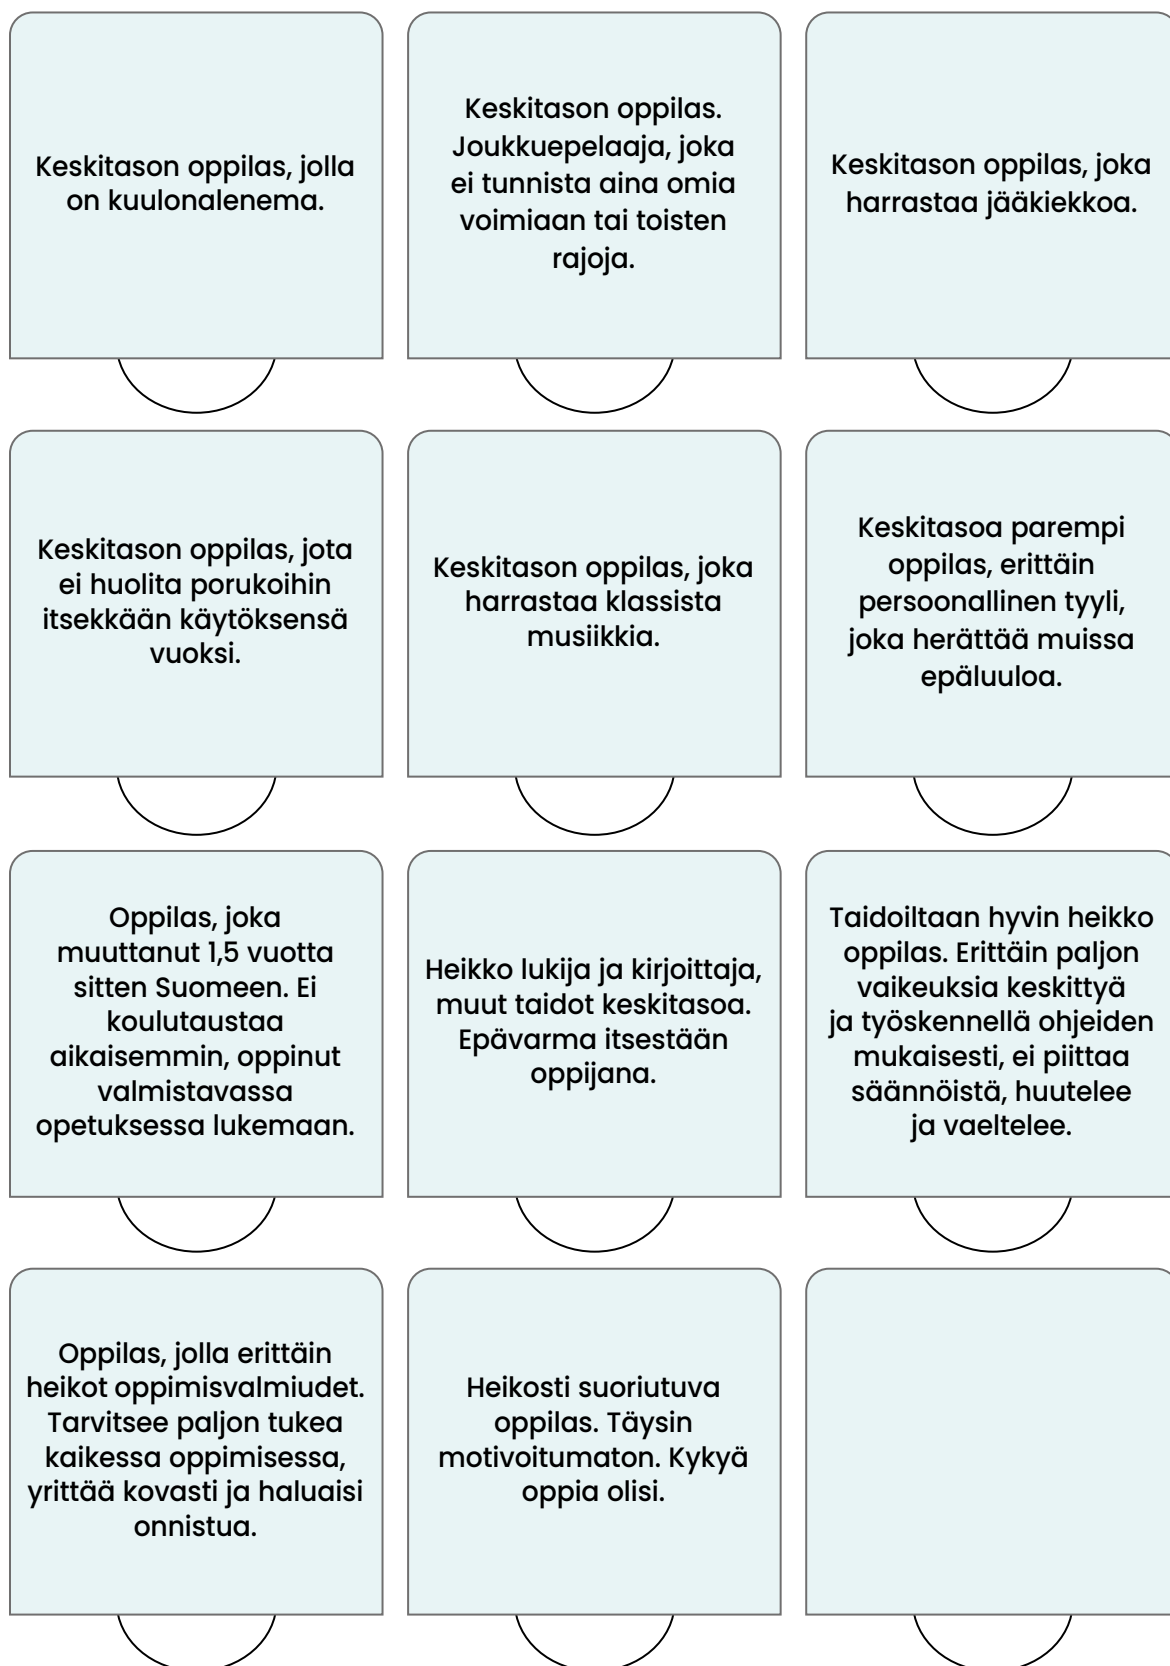 Keskitason oppilas, jolla
on kuulonalenema.
Keskitason oppilas.
Joukkuepelaaja, joka
ei tunnista aina omia
voimiaan tai toisten
rajoja.
Keskitason oppilas, joka
harrastaa jääkiekkoa.
Keskitason oppilas, jota
ei huolita porukoihin
itsekkään käytöksensä
vuoksi.
Keskitason oppilas, joka
harrastaa klassista
musiikkia.
Keskitasoa parempi
oppilas, erittäin
persoonallinen tyyli,
joka herättää muissa
epäluuloa.
Oppilas, joka
muuttanut 1,5 vuotta
sitten Suomeen. Ei
koulutaustaa
aikaisemmin, oppinut
valmistavassa
opetuksessa lukemaan.
Heikko lukija ja kirjoittaja,
muut taidot keskitasoa.
Epävarma itsestään
oppijana.
Taidoiltaan hyvin heikko
oppilas. Erittäin paljon
vaikeuksia keskittyä
ja työskennellä ohjeiden
mukaisesti, ei piittaa
säännöistä, huutelee
ja vaeltelee.
Oppilas, jolla erittäin
heikot oppimisvalmiudet.
Tarvitsee paljon tukea
kaikessa oppimisessa,
yrittää kovasti ja haluaisi
onnistua.
Heikosti suoriutuva
oppilas. Täysin
motivoitumaton. Kykyä
oppia olisi.